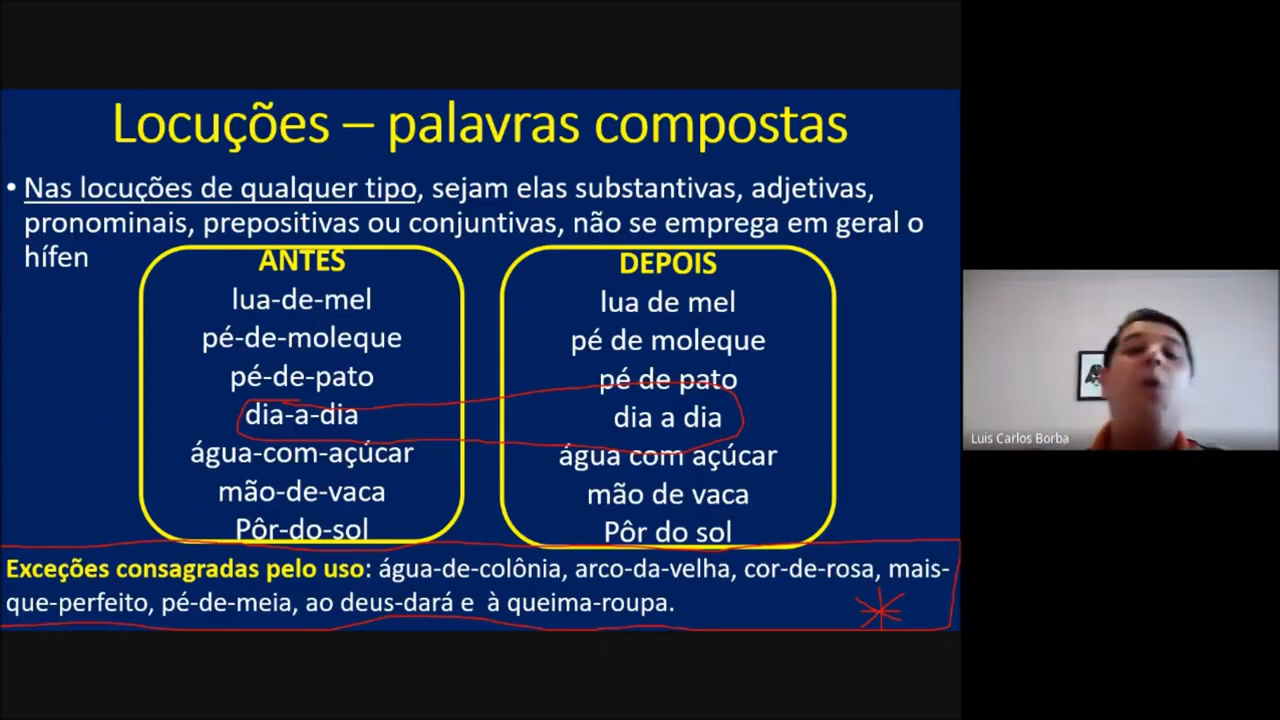 Locuções – palavras compostas
• Nas locuções de qualquer tipo, sejam elas substantivas, adjetivas,
pronominais, prepositivas ou conjuntivas, não se emprega em geral o
hífen
ANTES
lua-de-mel
pé-de-moleque
pé-de-pato
dia-a-dia
água-com-açúcar
mão-de-vaca
Pôr-do-sol
DEPOIS
lua de mel
pé de moleque
pé de pato
dia a dia
água com açúcar
mão de vaca
Pôr do sol
Exceções consagradas pelo uso: água-de-colônia, arco-da-velha, cor-de-rosa, mais-
que-perfeito, pé-de-meia, ao deus-dará e à queima-roupa.
Luis Carlos Borba